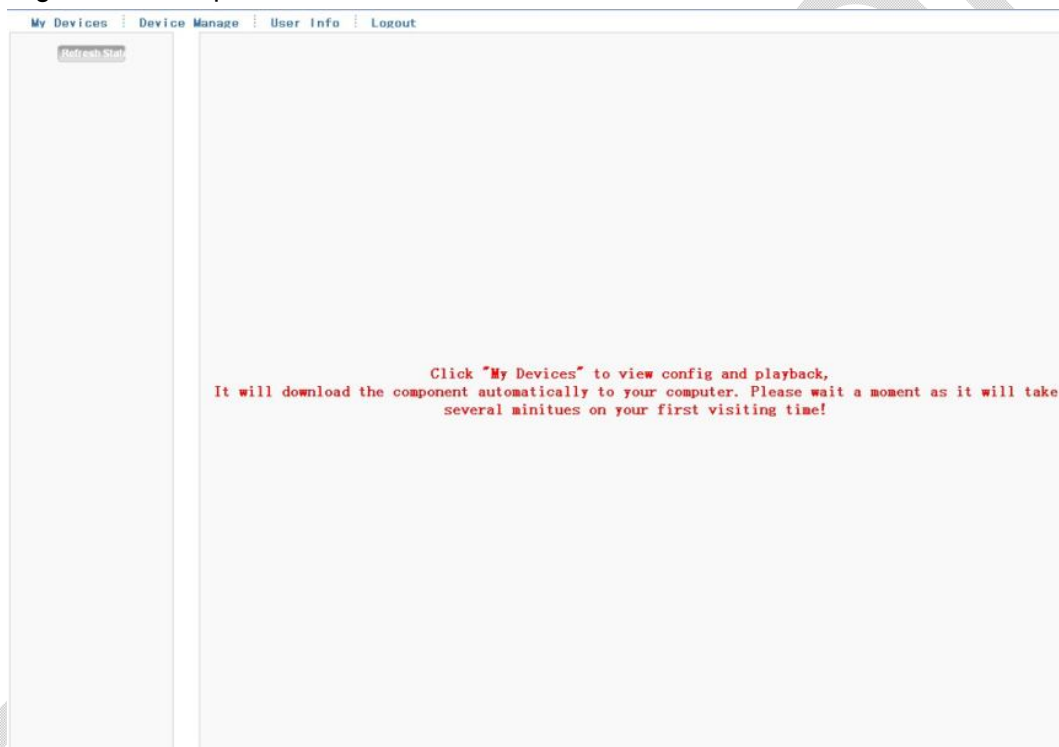 My Devices Device Manage User Info Logout
Refresh State
Click "My Devices" to view config and playback,
It will download the component automatically to your computer. Please wait a moment as it will take
several minitues on your first visiting time!